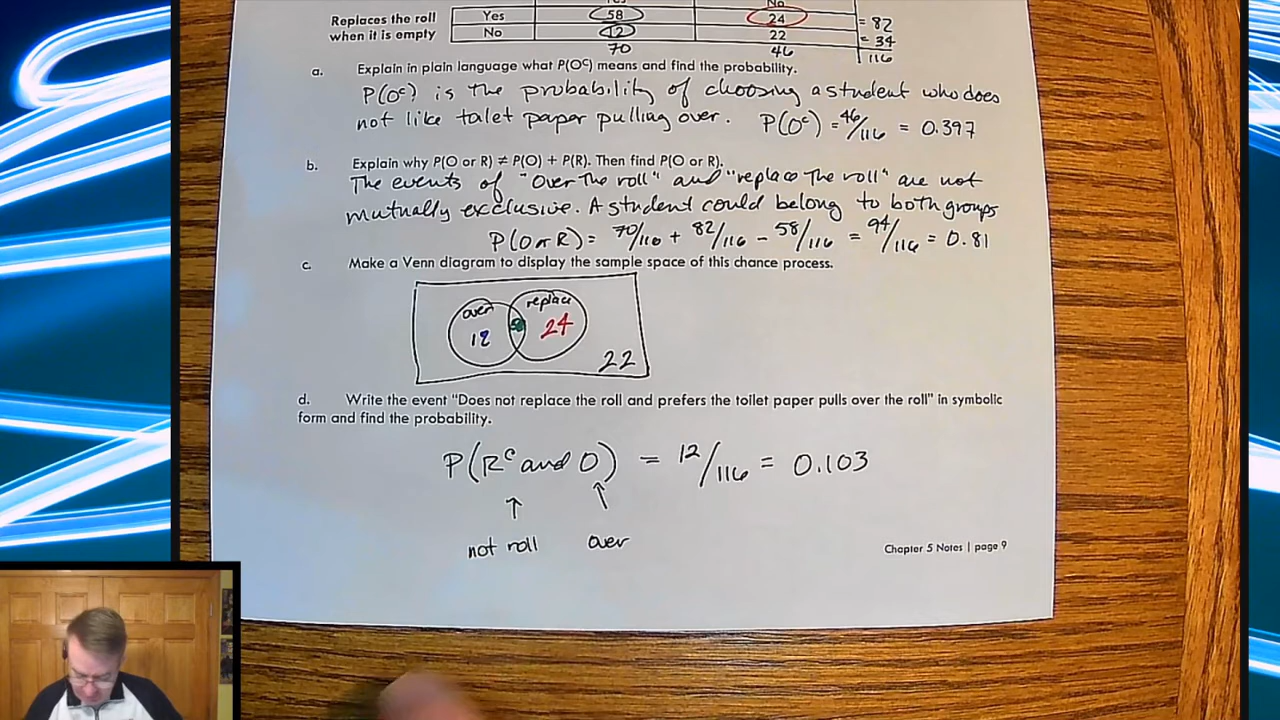 No
Replaces the roll
when it is empty
Yes 58 24 = 82
No 12 22 = 34
70 46 116
a. Explain in plain language what P(Oᶜ) means and find the probability.
P(Oᶜ) is the probability of choosing a student who does
not like talet paper pulling over. P(Oᶜ) = 46/116 = 0.397
b. Explain why P(O or R) ≠ P(O) + P(R). Then find P(O or R).
The events of "Over the roll" and "replace the roll" are not
mutually exclusive. A student could belong to both groups
P(O or R) = 70/116 + 82/116 - 58/116 = 94/116 = 0.81
c. Make a Venn diagram to display the sample space of this chance process.
over replace
12 58 24
22
d. Write the event "Does not replace the roll and prefers the toilet paper pulls over the roll" in symbolic
form and find the probability.
P(Rᶜ and O) = 12/116 = 0.103
↑ ↑
not roll over
Chapter 5 Notes | page 9